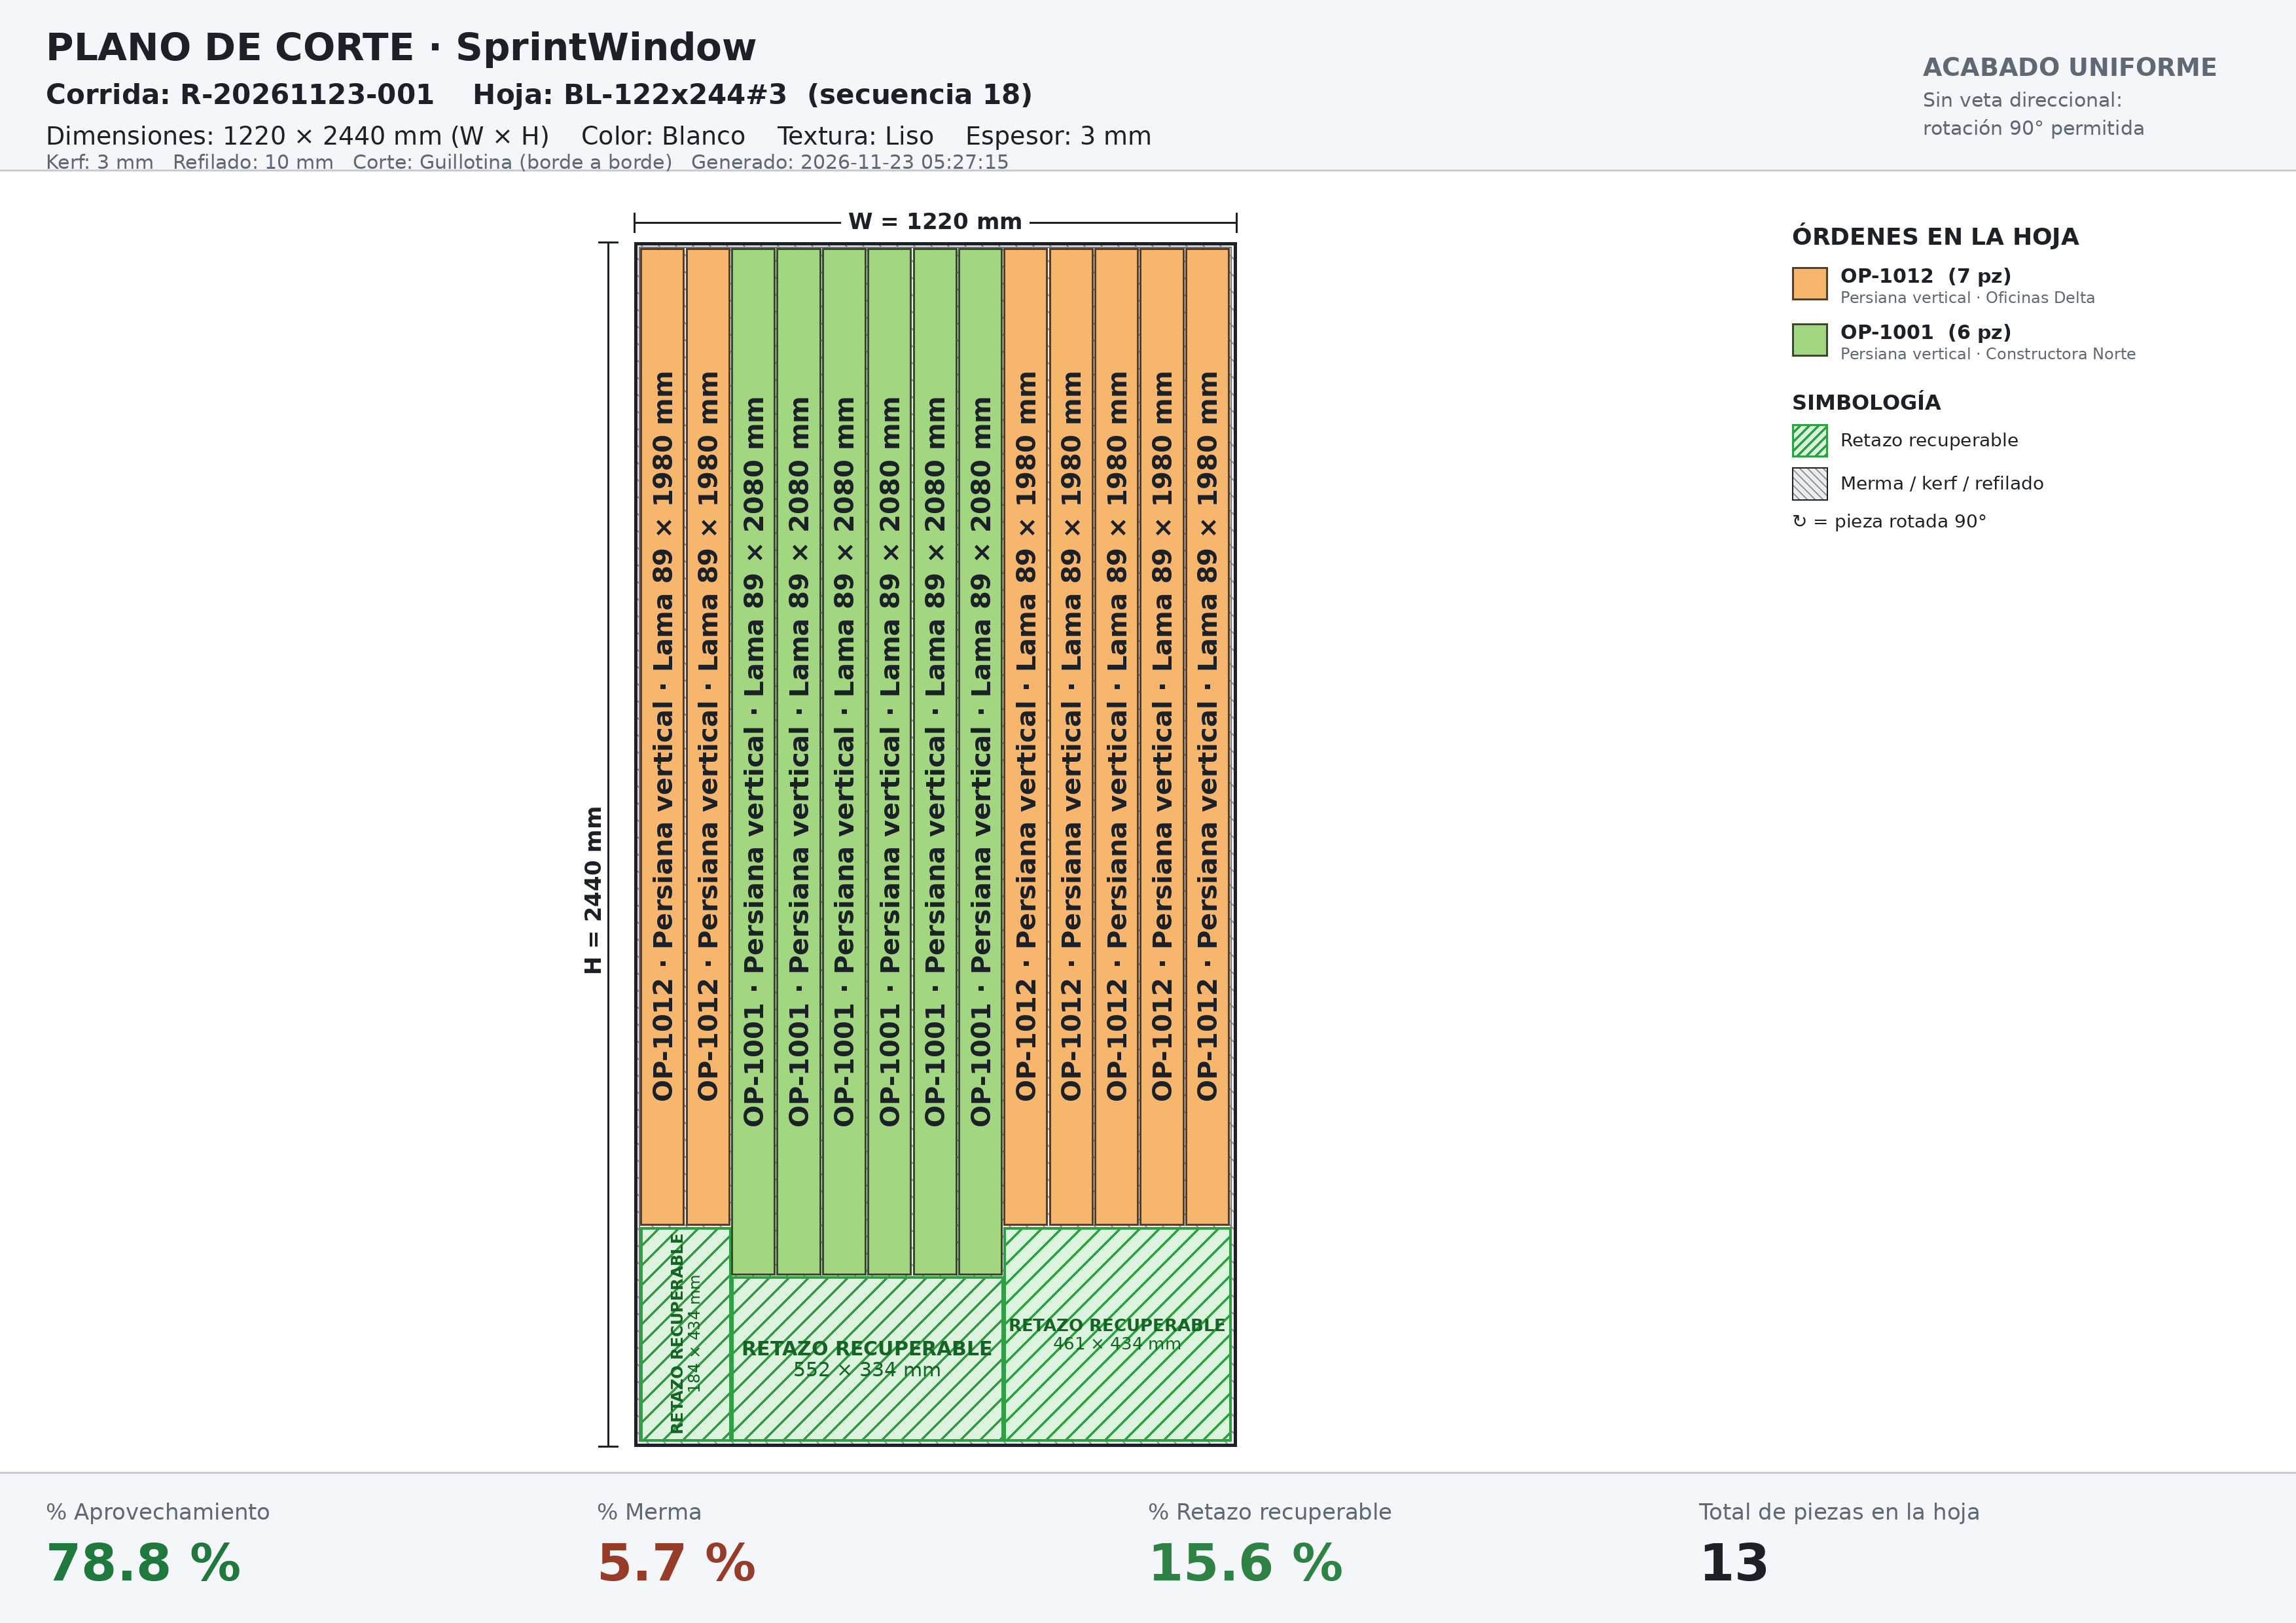 PLANO DE CORTE · SprintWindow
Corrida: R-20261123-001 Hoja: BL-122x244#3 (secuencia 18)
Dimensiones: 1220 × 2440 mm (W × H) Color: Blanco Textura: Liso Espesor: 3 mm
Kerf: 3 mm Refilado: 10 mm Corte: Guillotina (borde a borde) Generado: 2026-11-23 05:27:15
ACABADO UNIFORME
Sin veta direccional:
rotación 90° permitida
W = 1220 mm
H = 2440 mm
OP-1012 · Persiana vertical · Lama 89 × 1980 mm
OP-1012 · Persiana vertical · Lama 89 × 1980 mm
OP-1001 · Persiana vertical · Lama 89 × 2080 mm
OP-1001 · Persiana vertical · Lama 89 × 2080 mm
OP-1001 · Persiana vertical · Lama 89 × 2080 mm
OP-1001 · Persiana vertical · Lama 89 × 2080 mm
OP-1001 · Persiana vertical · Lama 89 × 2080 mm
OP-1001 · Persiana vertical · Lama 89 × 2080 mm
OP-1012 · Persiana vertical · Lama 89 × 1980 mm
OP-1012 · Persiana vertical · Lama 89 × 1980 mm
OP-1012 · Persiana vertical · Lama 89 × 1980 mm
OP-1012 · Persiana vertical · Lama 89 × 1980 mm
OP-1012 · Persiana vertical · Lama 89 × 1980 mm
RETAZO RECUPERABLE
184 × 434 mm
RETAZO RECUPERABLE
552 × 334 mm
RETAZO RECUPERABLE
461 × 434 mm
ÓRDENES EN LA HOJA
OP-1012 (7 pz)
Persiana vertical · Oficinas Delta
OP-1001 (6 pz)
Persiana vertical · Constructora Norte
SIMBOLOGÍA
Retazo recuperable
Merma / kerf / refilado
↻ = pieza rotada 90°
% Aprovechamiento
78.8 %
% Merma
5.7 %
% Retazo recuperable
15.6 %
Total de piezas en la hoja
13